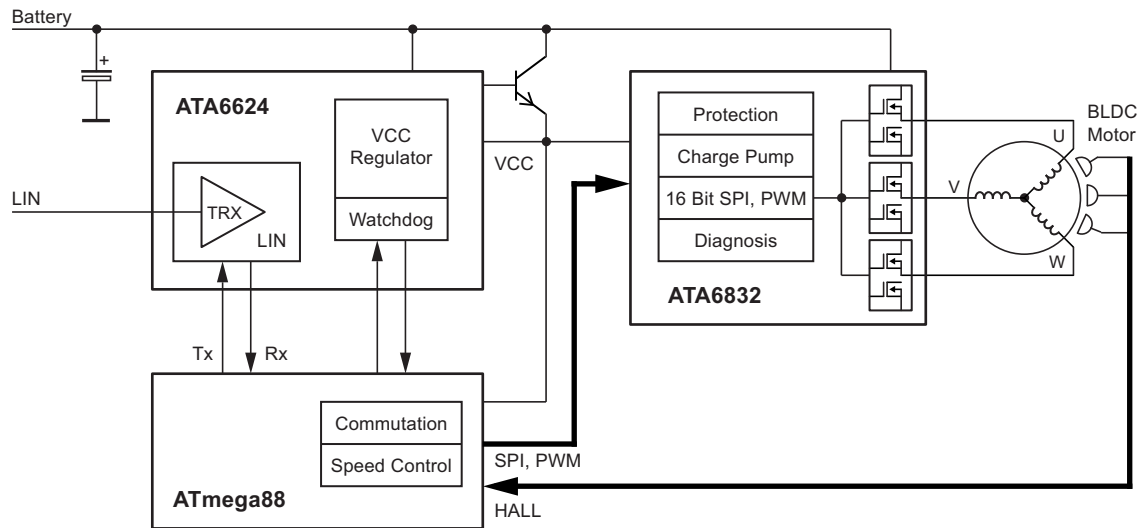 Battery
+
ATA6624
VCC
Regulator
Watchdog
VCC
LIN
TRX
LIN
Tx
Rx
Protection
Charge Pump
16 Bit SPI, PWM
Diagnosis
ATA6832
BLDC
Motor
U
V
W
Commutation
Speed Control
ATmega88
SPI, PWM
HALL